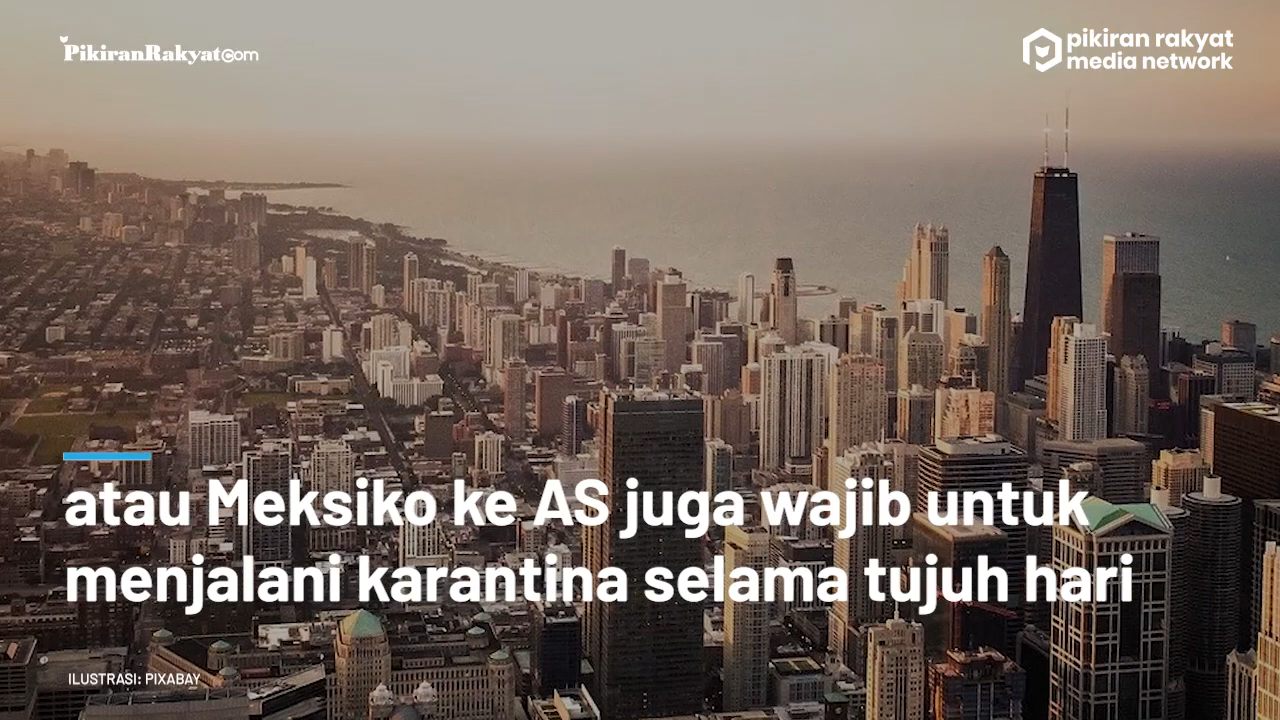 PikiranRakyat.com
pikiran rakyat
media network
atau Meksiko ke AS juga wajib untuk
menjalani karantina selama tujuh hari
ILUSTRASI: PIXABAY